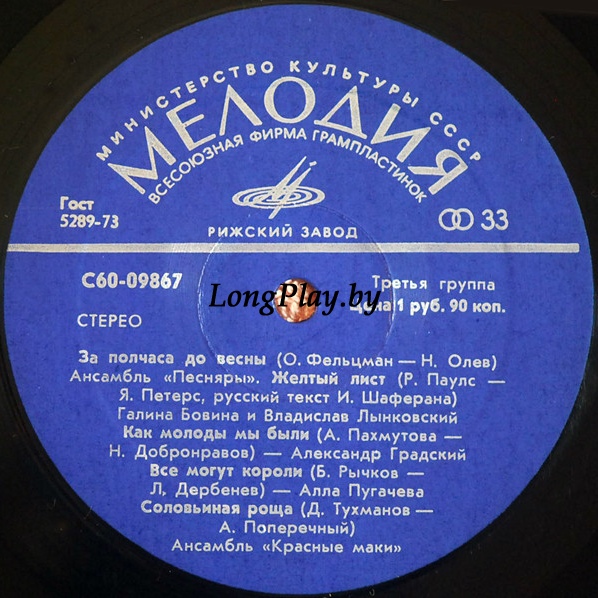 МИНИСТЕРСТВО КУЛЬТУРЫ СССР
МЕЛОДИЯ
ВСЕСОЮЗНАЯ ФИРМА ГРАМПЛАСТИНОК
Гост
5289-73
33
РИЖСКИЙ ЗАВОД
С60-09867
Третья группа
LongPlay.by
Цена 1 руб. 90 коп.
СТЕРЕО
За полчаса до весны (О. Фельцман — Н. Олев)
Ансамбль «Песняры». Желтый лист (Р. Паулс —
Я. Петерс, русский текст И. Шаферана)
Галина Бовина и Владислав Лынковский
Как молоды мы были (А. Пахмутова —
Н. Добронравов) — Александр Градский
Все могут короли (Б. Рычков —
Л. Дербенев) — Алла Пугачева
Соловьиная роща (Д. Тухманов —
А. Поперечный)
Ансамбль «Красные маки»